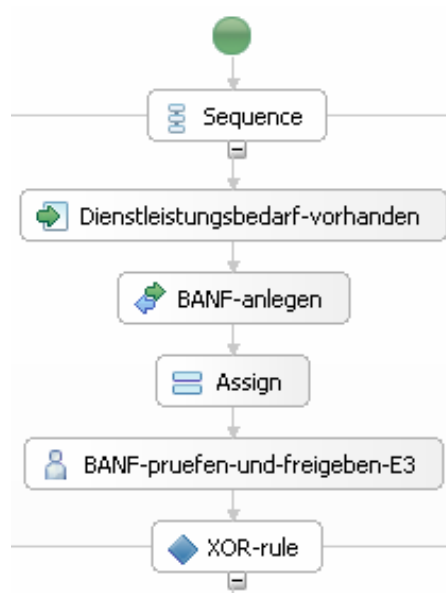 Sequence
Dienstleistungsbedarf-vorhanden
BANF-anlegen
Assign
BANF-pruefen-und-freigeben-E3
XOR-rule